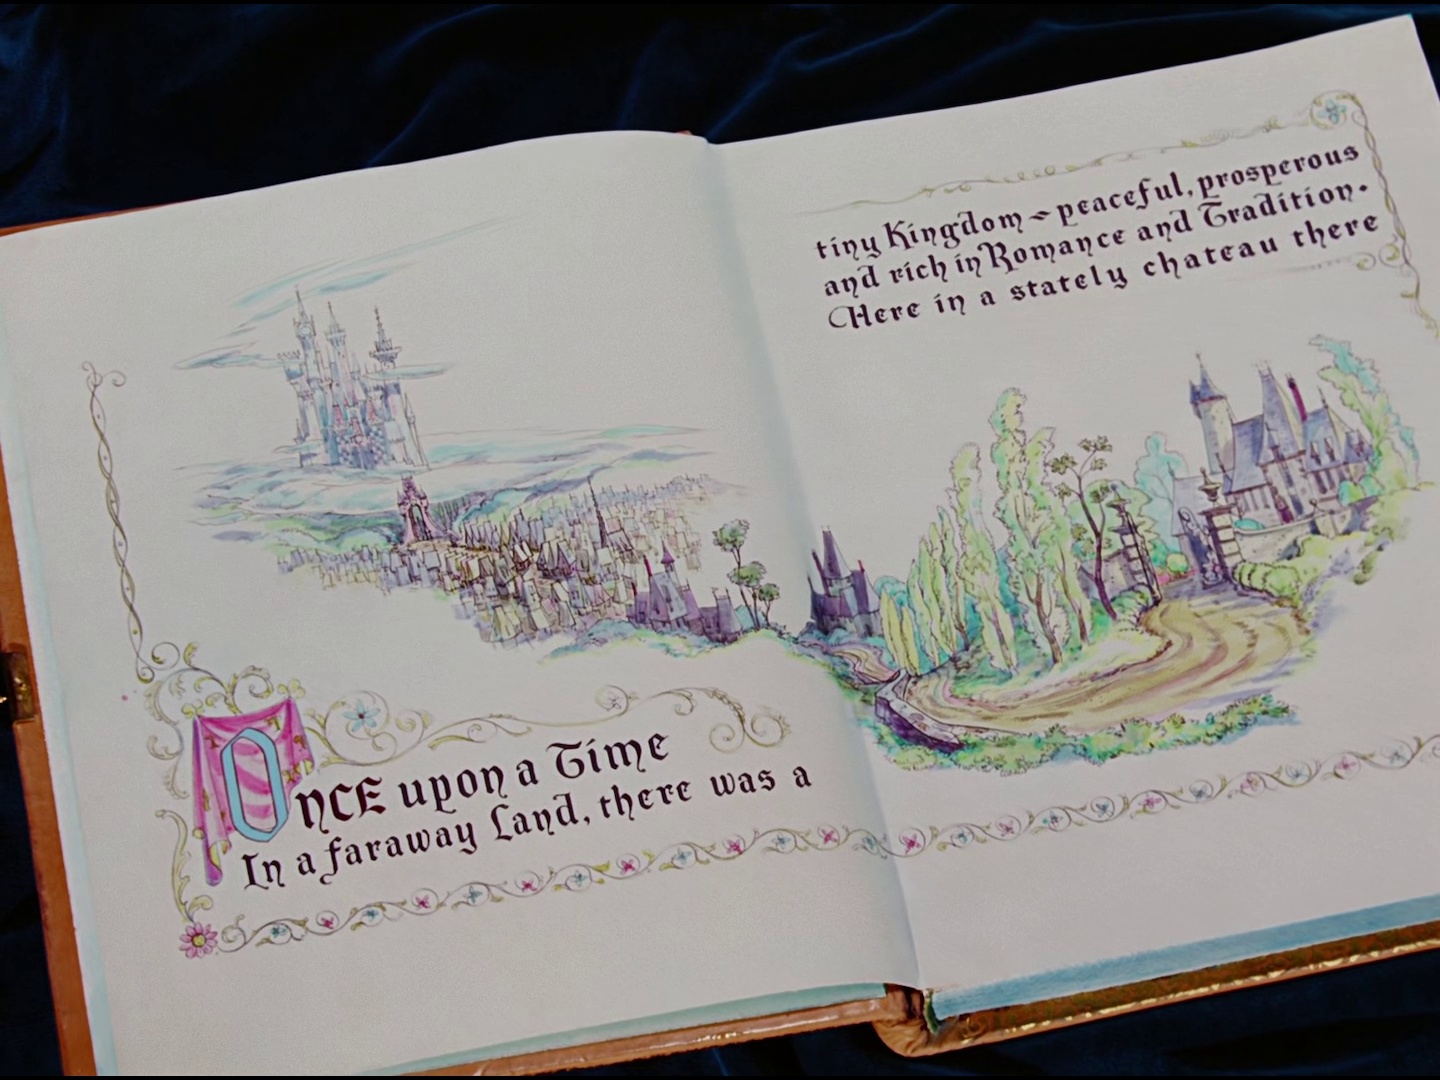 Once upon a Time
In a faraway Land, there was a
tiny Kingdom ~ peaceful, prosperous
and rich in Romance and Tradition.
Here in a stately chateau there